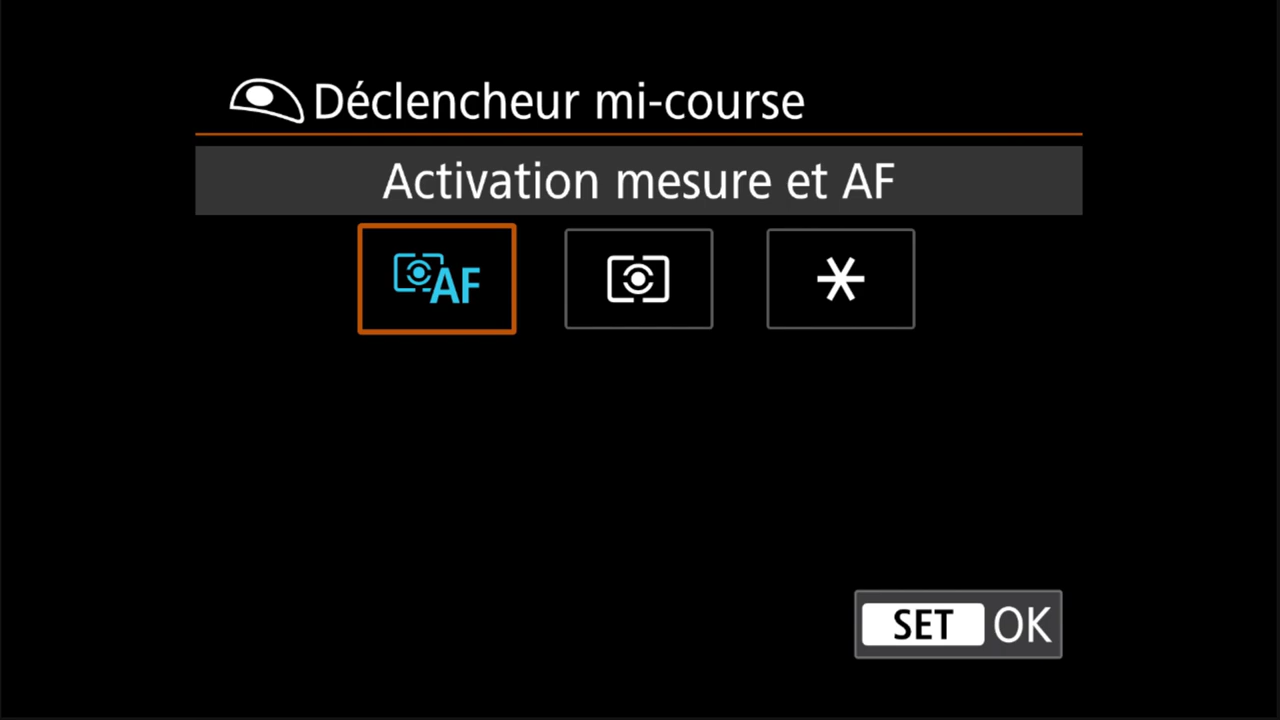 Déclencheur mi-course
Activation mesure et AF
AF
SET OK